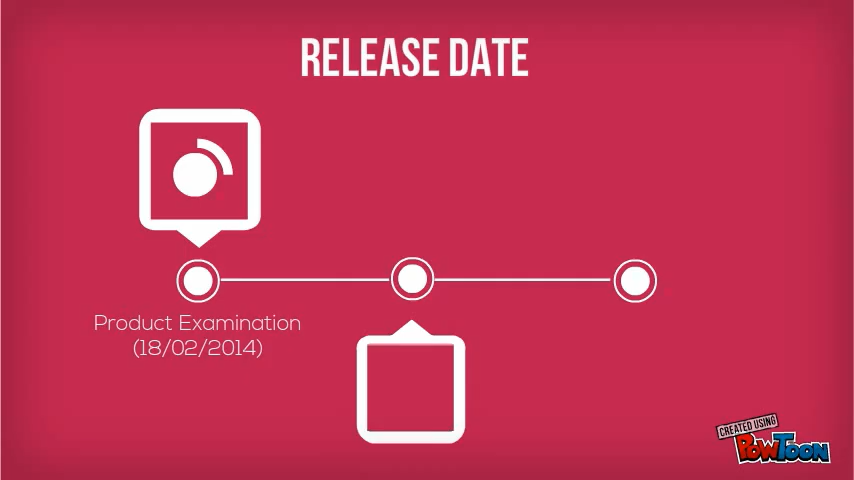 RELEASE DATE
Product Examination
(18/02/2014)
CREATED USING
POWTOON